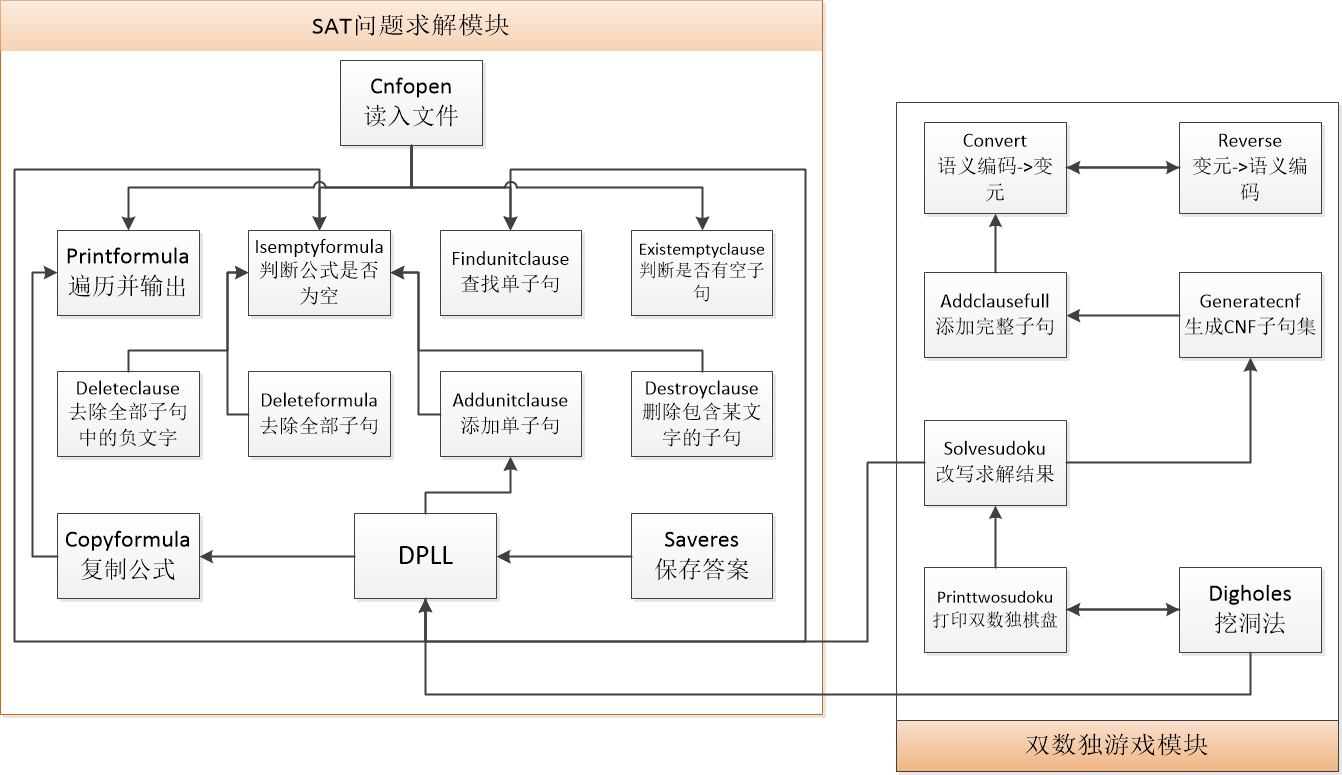 SAT问题求解模块
Cnfopen
读入文件
Printformula
遍历并输出
Isemptyformula
判断公式是否
为空
Findunitclause
查找单子句
Existemptyclause
判断是否有空子
句
Deleteclause
去除全部子句
中的负文字
Deleteformula
去除全部子句
Addunitclause
添加单子句
Destroyclause
删除包含某文
字的子句
Copyformula
复制公式
DPLL
Saveres
保存答案
Convert
语义编码->变
元
Reverse
变元->语义编
码
Addclausefull
添加完整子句
Generatecnf
生成CNF子句集
Solvesudoku
改写求解结果
Printtwosudoku
打印双数独棋盘
Digholes
挖洞法
双数独游戏模块